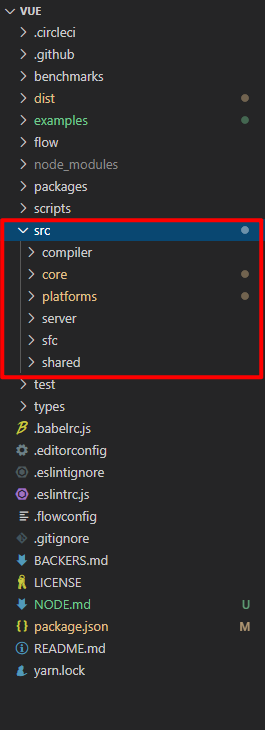 VUE
.circleci
.github
benchmarks
dist
examples
flow
node_modules
packages
scripts
src
compiler
core
platforms
server
sfc
shared
test
types
.babelrc.js
.editorconfig
.eslintignore
.eslintrc.js
.flowconfig
.gitignore
BACKERS.md
LICENSE
NODE.md U
package.json M
README.md
yarn.lock